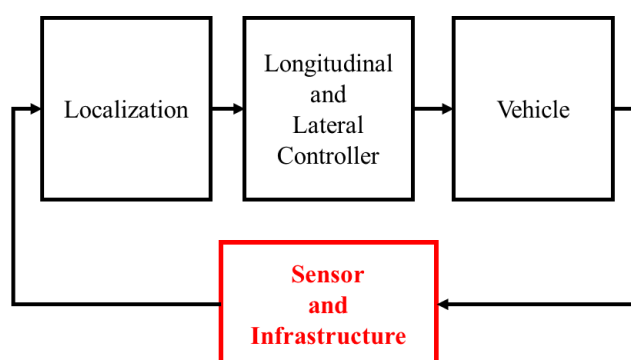 Localization
Longitudinal
and
Lateral
Controller
Vehicle
Sensor
and
Infrastructure